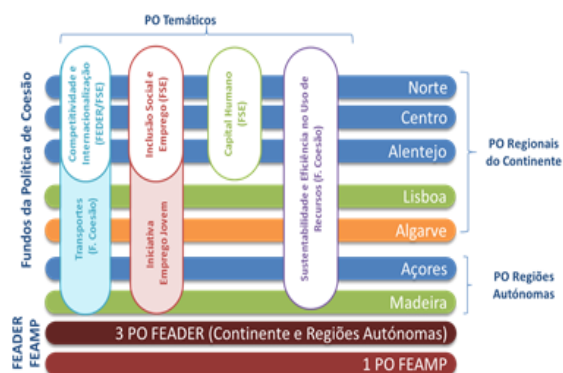 PO Temáticos
Fundos da Política de Coesão
Competitividade e
Internacionalização
(FEDER/FSE)
Transportes
(F. Coesão)
Inclusão Social e
Emprego (FSE)
Iniciativa
Emprego Jovem
Capital Humano
(FSE)
Sustentabilidade e Eficiência no Uso de
Recursos (F. Coesão)
Norte
Centro
Alentejo
Lisboa
Algarve
Açores
Madeira
PO Regionais
do Continente
PO Regiões
Autónomas
FEADER
FEAMP
3 PO FEADER (Continente e Regiões Autónomas)
1 PO FEAMP